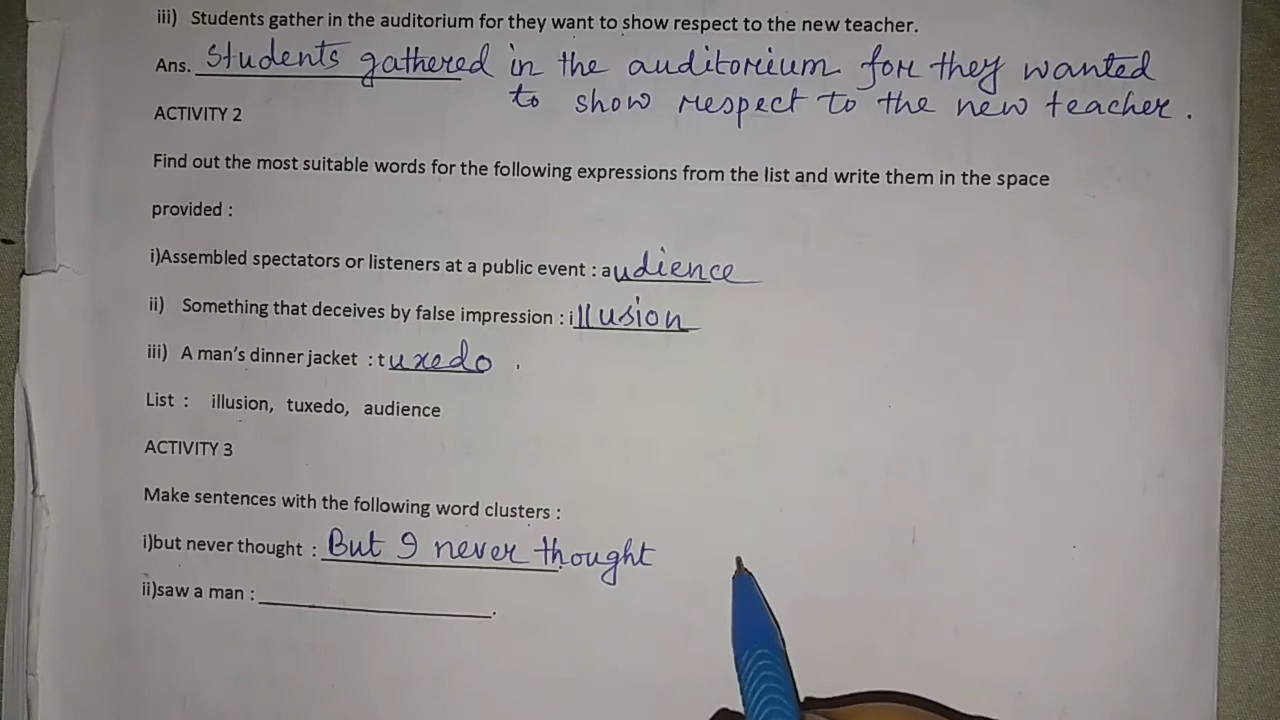 iii) Students gather in the auditorium for they want to show respect to the new teacher.
Ans. Students gathered in the auditorium for they wanted
to show respect to the new teacher.
ACTIVITY 2
Find out the most suitable words for the following expressions from the list and write them in the space
provided :
i)Assembled spectators or listeners at a public event : audience
ii) Something that deceives by false impression : illusion
iii) A man's dinner jacket : tuxedo .
List : illusion, tuxedo, audience
ACTIVITY 3
Make sentences with the following word clusters :
i)but never thought : But I never thought
ii)saw a man : ____________________.